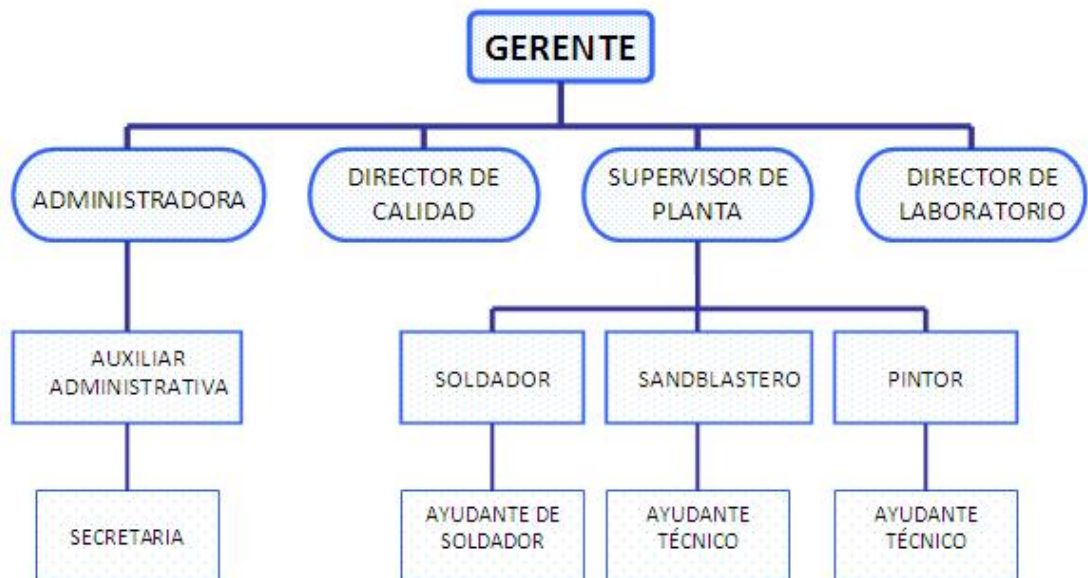 GERENTE
ADMINISTRADORA
DIRECTOR DE
CALIDAD
SUPERVISOR DE
PLANTA
DIRECTOR DE
LABORATORIO
AUXILIAR
ADMINISTRATIVA
SOLDADOR
SANDBLASTERO
PINTOR
SECRETARIA
AYUDANTE DE
SOLDADOR
AYUDANTE
TÉCNICO
AYUDANTE
TÉCNICO